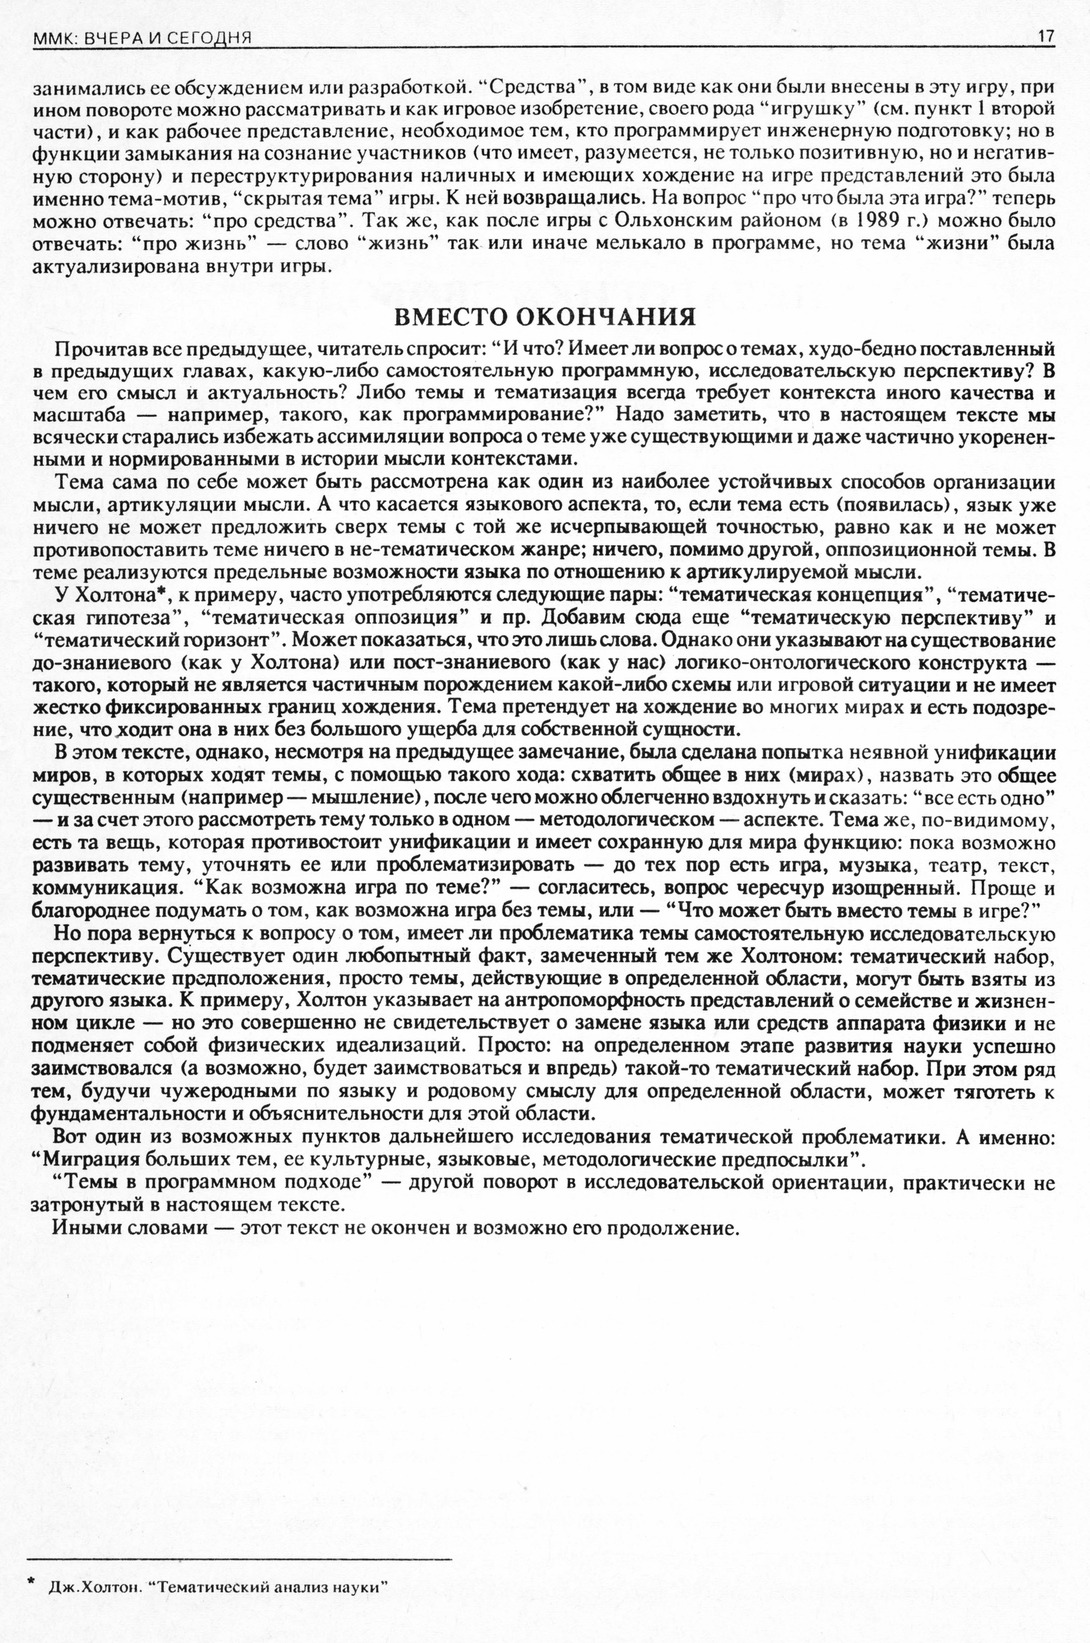 ММК: ВЧЕРА И СЕГОДНЯ 17
занимались ее обсуждением или разработкой. “Средства”, в том виде как они были внесены в эту игру, при
ином повороте можно рассматривать и как игровое изобретение, своего рода “игрушку” (см. пункт 1 второй
части), и как рабочее представление, необходимое тем, кто программирует инженерную подготовку; но в
функции замыкания на сознание участников (что имеет, разумеется, не только позитивную, но и негатив-
ную сторону) и переструктурирования наличных и имеющих хождение на игре представлений это была
именно тема-мотив, “скрытая тема” игры. К ней возвращались. На вопрос “про что была эта игра?” теперь
можно отвечать: “про средства”. Так же, как после игры с Ольхонским районом (в 1989 г.) можно было
отвечать: “про жизнь” — слово “жизнь” так или иначе мелькало в программе, но тема “жизни” была
актуализирована внутри игры.
ВМЕСТО ОКОНЧАНИЯ
Прочитав все предыдущее, читатель спросит: “И что? Имеет ли вопрос о темах, худо-бедно поставленный
в предыдущих главах, какую-либо самостоятельную программную, исследовательскую перспективу? В
чем его смысл и актуальность? Либо темы и тематизация всегда требует контекста иного качества и
масштаба — например, такого, как программирование?” Надо заметить, что в настоящем тексте мы
всячески старались избежать ассимиляции вопроса о теме уже существующими и даже частично укоренен-
ными и нормированными в истории мысли контекстами.
Тема сама по себе может быть рассмотрена как один из наиболее устойчивых способов организации
мысли, артикуляции мысли. А что касается языкового аспекта, то, если тема есть (появилась), язык уже
ничего не может предложить сверх темы с той же исчерпывающей точностью, равно как и не может
противопоставить теме ничего в не-тематическом жанре; ничего, помимо другой, оппозиционной темы. В
теме реализуются предельные возможности языка по отношению к артикулируемой мысли.
У Холтона*, к примеру, часто употребляются следующие пары: “тематическая концепция”, “тематиче-
ская гипотеза”, “тематическая оппозиция” и пр. Добавим сюда еще “тематическую перспективу” и
“тематический горизонт”. Может показаться, что это лишь слова. Однако они указывают на существование
до-знаниевого (как у Холтона) или пост-знаниевого (как у нас) логико-онтологического конструкта —
такого, который не является частичным порождением какой-либо схемы или игровой ситуации и не имеет
жестко фиксированных границ хождения. Тема претендует на хождение во многих мирах и есть подозре-
ние, что ходит она в них без большого ущерба для собственной сущности.
В этом тексте, однако, несмотря на предыдущее замечание, была сделана попытка неявной унификации
миров, в которых ходят темы, с помощью такого хода: схватить общее в них (мирах), назвать это общее
существенным (например — мышление), после чего можно облегченно вздохнуть и сказать: “все есть одно”
— и за счет этого рассмотреть тему только в одном — методологическом — аспекте. Тема же, по-видимому,
есть та вещь, которая противостоит унификации и имеет сохранную для мира функцию: пока возможно
развивать тему, уточнять ее или проблематизировать — до тех пор есть игра, музыка, театр, текст,
коммуникация. “Как возможна игра по теме?” — согласитесь, вопрос чересчур изощренный. Проще и
благороднее подумать о том, как возможна игра без темы, или — “Что может быть вместо темы в игре?”
Но пора вернуться к вопросу о том, имеет ли проблематика темы самостоятельную исследовательскую
перспективу. Существует один любопытный факт, замеченный тем же Холтоном: тематический набор,
тематические предположения, просто темы, действующие в определенной области, могут быть взяты из
другого языка. К примеру, Холтон указывает на антропоморфность представлений о семействе и жизнен-
ном цикле — но это совершенно не свидетельствует о замене языка или средств аппарата физики и не
подменяет собой физических идеализаций. Просто: на определенном этапе развития науки успешно
заимствовался (а возможно, будет заимствоваться и впредь) такой-то тематический набор. При этом ряд
тем, будучи чужеродными по языку и родовому смыслу для определенной области, может тяготеть к
фундаментальности и объяснительности для этой области.
Вот один из возможных пунктов дальнейшего исследования тематической проблематики. А именно:
“Миграция больших тем, ее культурные, языковые, методологические предпосылки”.
“Темы в программном подходе” — другой поворот в исследовательской ориентации, практически не
затронутый в настоящем тексте.
Иными словами — этот текст не окончен и возможно его продолжение.
* Дж.Холтон. “Тематический анализ науки”